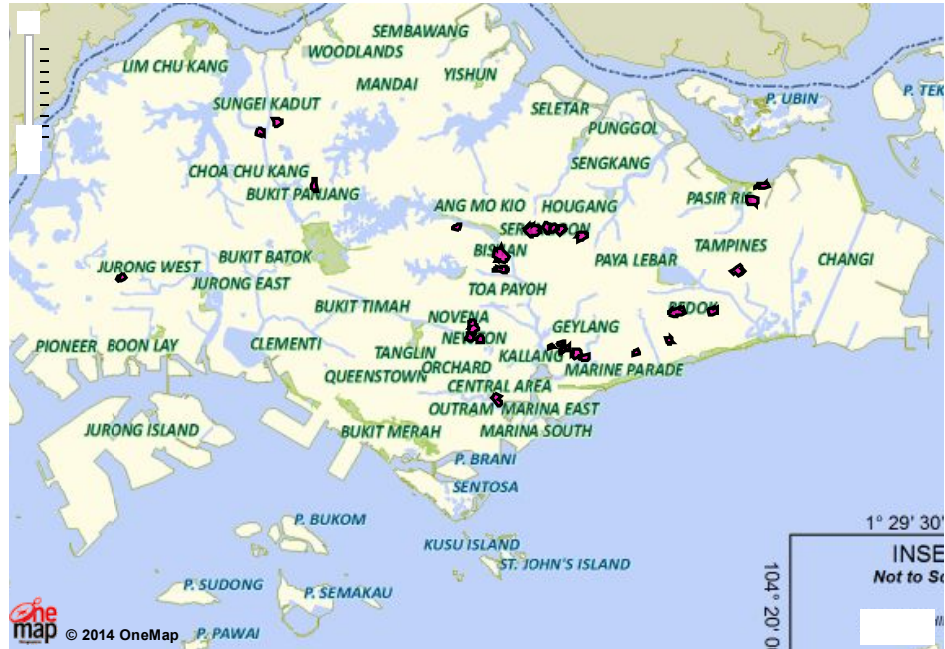 SEMBAWANG
WOODLANDS
LIM CHU KANG
YISHUN
MANDAI
P. UBIN
P. TEK
SUNGEI KADUT
SELETAR
PUNGGOL
SENGKANG
CHOA CHU KANG
BUKIT PANJANG
PASIR RIS
ANG MO KIO
HOUGANG
SERANGOON
BISHAN
TAMPINES
BUKIT BATOK
PAYA LEBAR
CHANGI
JURONG WEST
JURONG EAST
TOA PAYOH
BUKIT TIMAH
BEDOK
NOVENA
GEYLANG
NEWTON
PIONEER
BOON LAY
CLEMENTI
TANGLIN
KALLANG
ORCHARD
MARINE PARADE
QUEENSTOWN
CENTRAL AREA
OUTRAM
MARINA EAST
JURONG ISLAND
BUKIT MERAH
MARINA SOUTH
P. BRANI
SENTOSA
P. BUKOM
1° 29' 30'
KUSU ISLAND
INSE
ST. JOHN'S ISLAND
Not to Sc
104° 20' 0
P. SUDONG
P. SEMAKAU
One
map
© 2014 OneMap
P. PAWAI